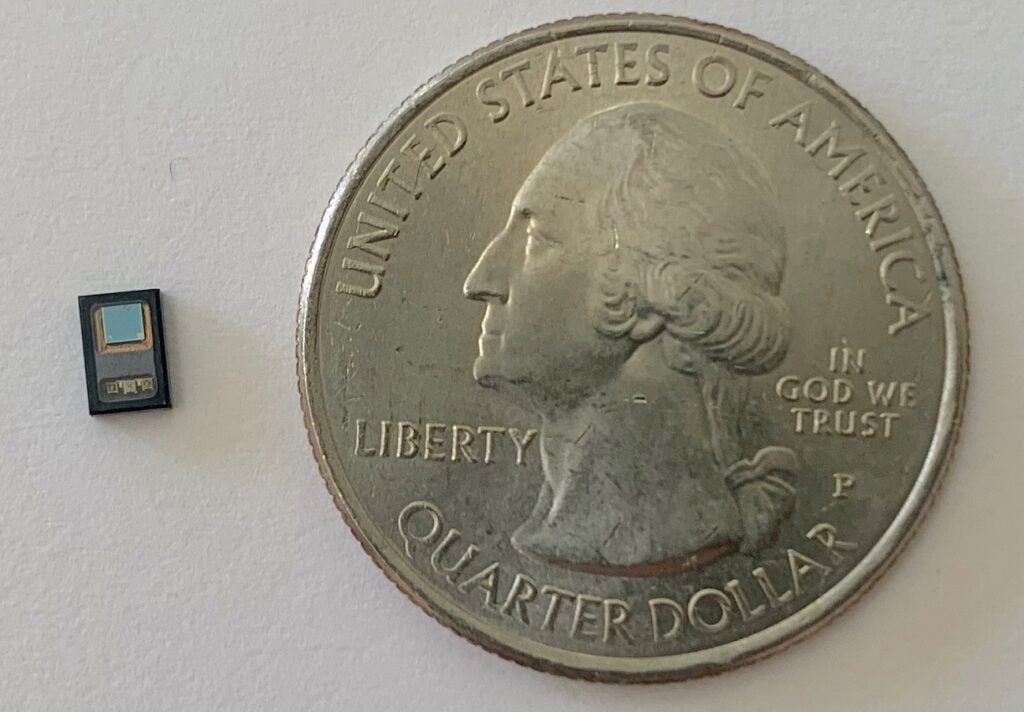 UNITED STATES OF AMERICA
LIBERTY
IN
GOD WE
TRUST
P
QUARTER DOLLAR